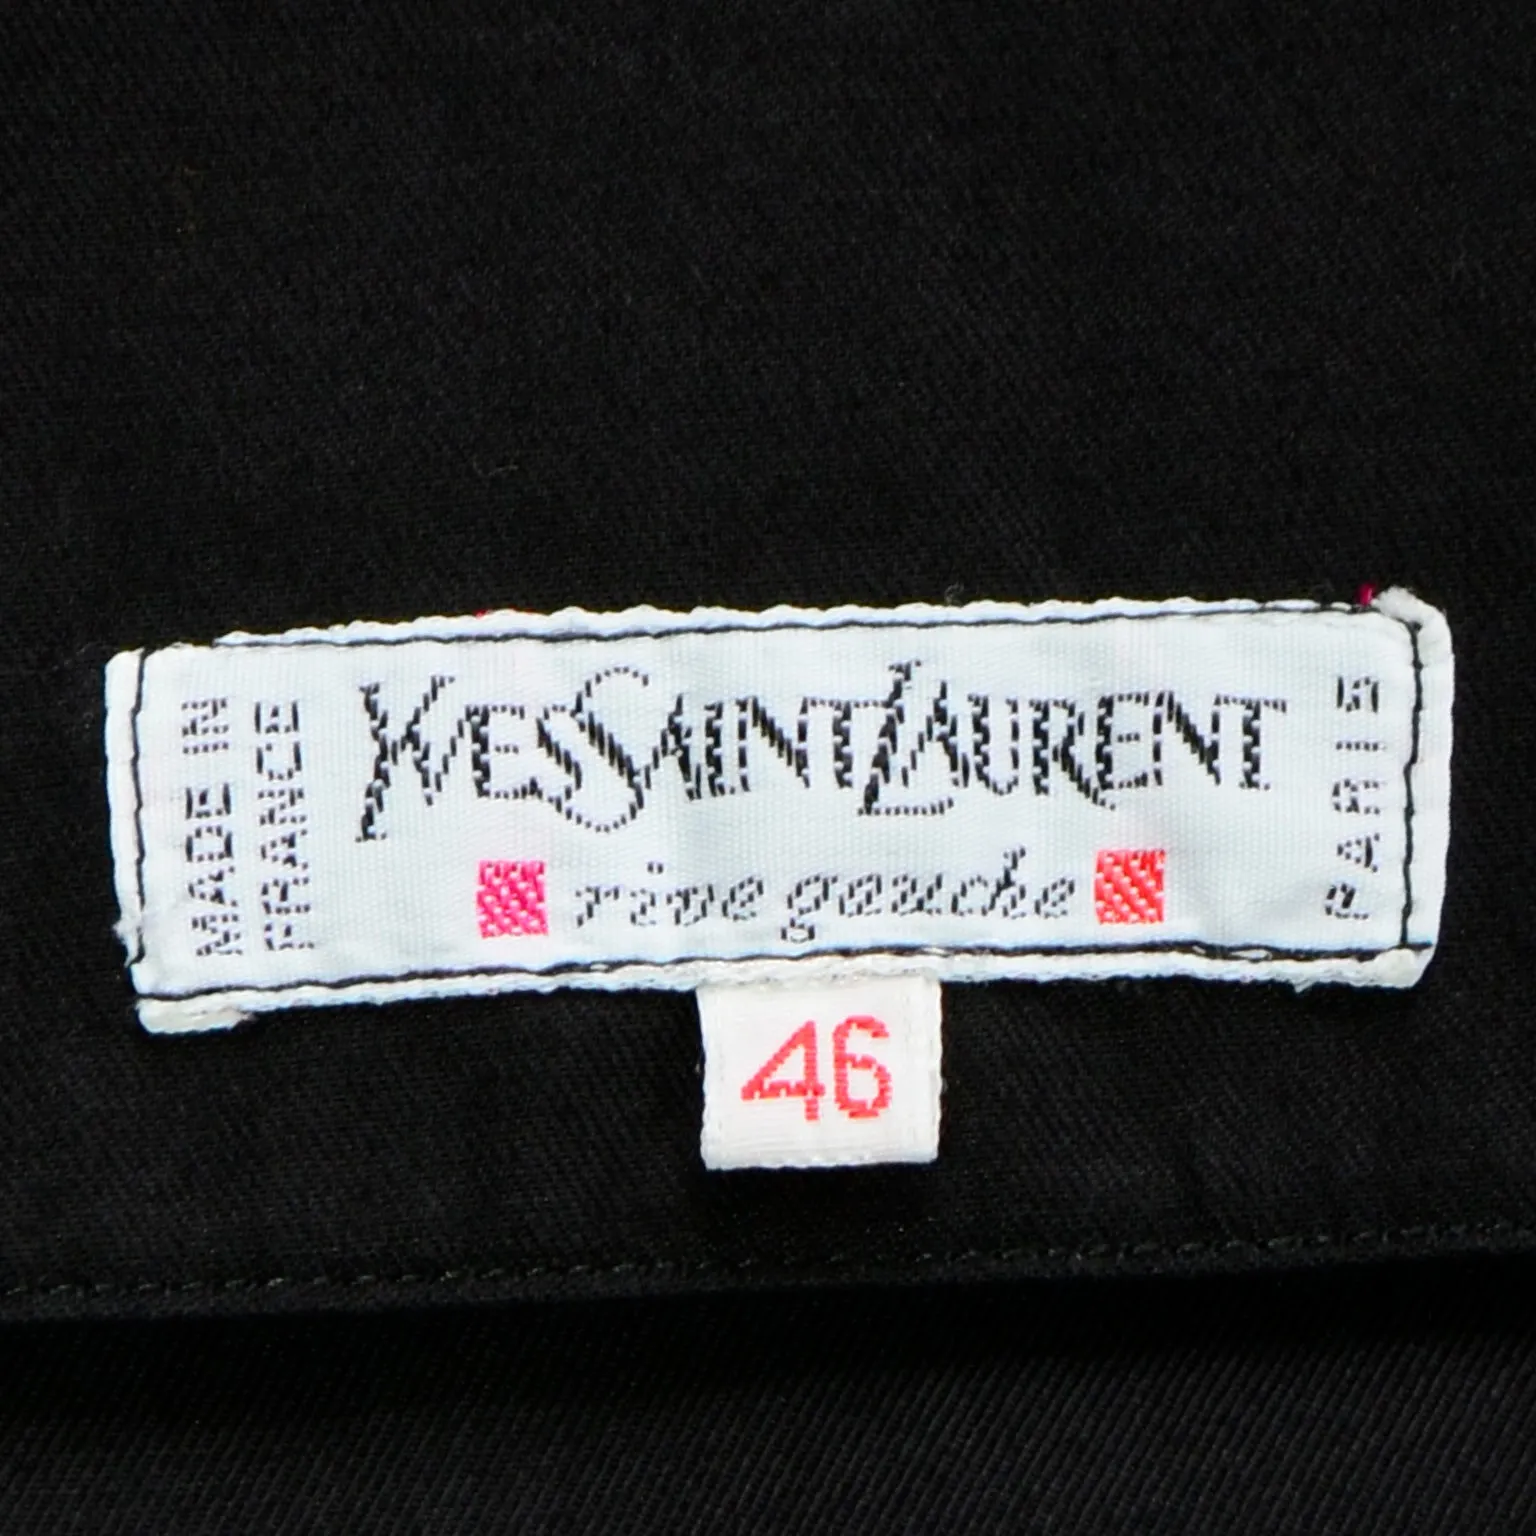 MADE IN
FRANCE
YVESSAINTLAURENT
rive gauche
PARIS
46